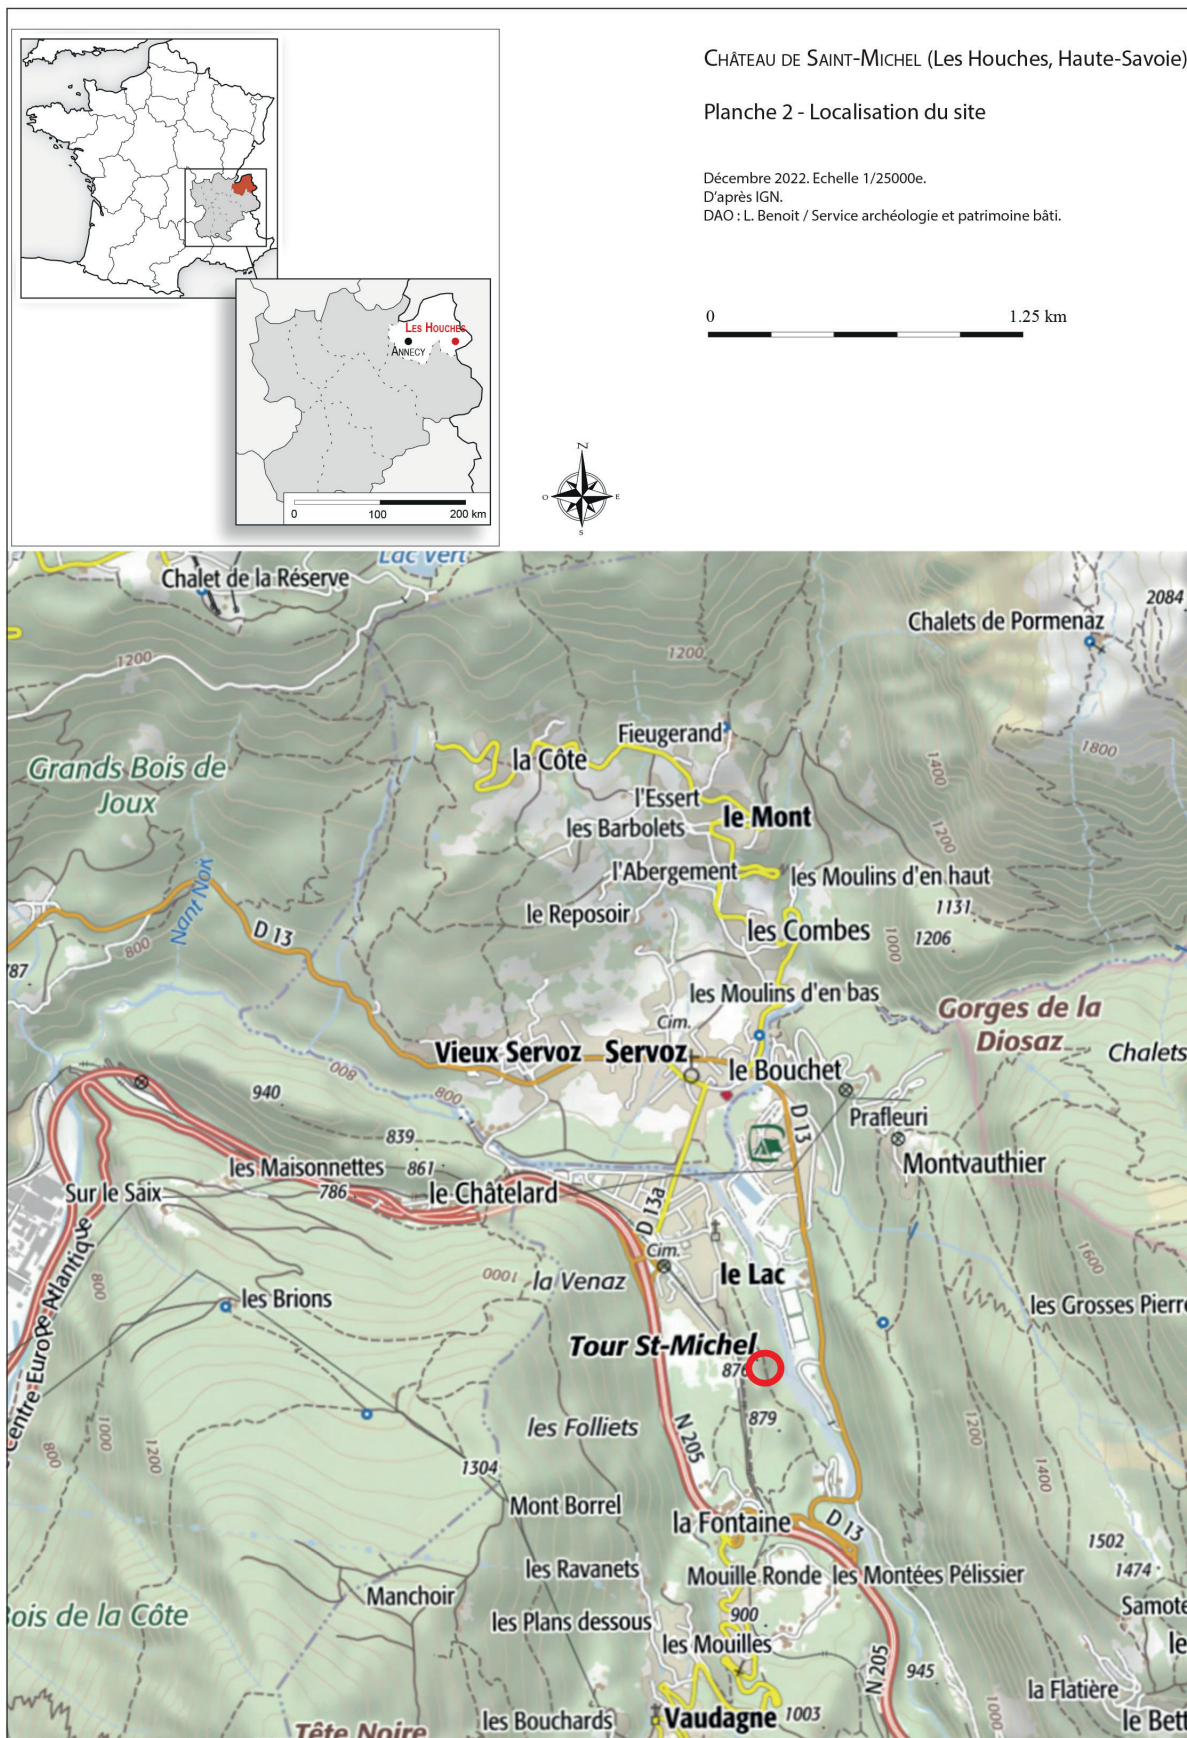 CHÂTEAU DE SAINT-MICHEL (Les Houches, Haute-Savoie)
Planche 2 - Localisation du site
Décembre 2022. Echelle 1/25000e.
D'après IGN.
DAO : L. Benoit / Service archéologie et patrimoine bâti.
0 1.25 km
LES HOUCHES
ANNECY
0 100 200 km
N
O E
S
Lac Vert
Chalet de la Réserve
2084
Chalets de Pormenaz
1200
1200
Fieugerand
1800
la Côte
1400
Grands Bois de
Joux
l'Essert
le Mont
les Barbolets
1200
l'Abergement
les Moulins d'en haut
Nant Noir
le Reposoir
1131
D 13
les Combes
1000
1206
800
787
les Moulins d'en bas
Gorges de la
Diosaz
Cim.
Vieux Servoz
Servoz
Chalets
le Bouchet
800
940
800
Prafleuri
D 13
839
Montvauthier
les Maisonnettes
861
Sur le Saix
786
le Châtelard
D 13a
Cim.
1600
800
1000
la Venaz
le Lac
les Brions
les Grosses Pierre
Centre Europe Atlantique
Tour St-Michel
876
879
les Folliets
1000
1200
800
N 205
1200
1400
1304
Mont Borrel
la Fontaine
D 13
1502
1474
les Ravanets
Mouille Ronde
les Montées Pélissier
Manchoir
Samote
Bois de la Côte
les Plans dessous
900
les Mouilles
le
N 205
945
la Flatière
1000
les Bouchards
Vaudagne
1003
le Bett
Tête Noire